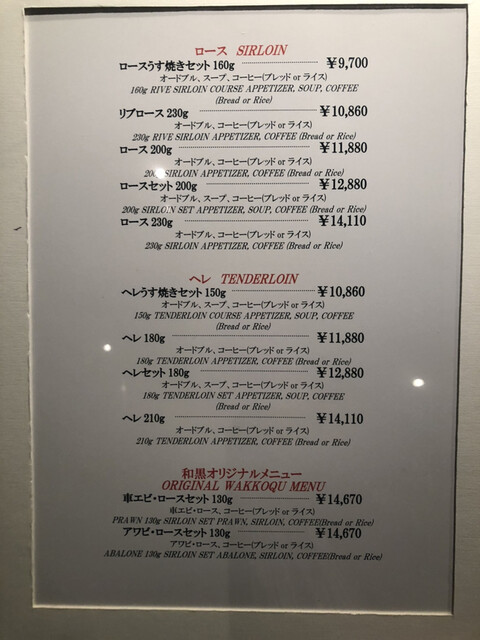 ロース SIRLOIN
ロースうす焼きセット 160g ¥9,700
オードブル、スープ、コーヒー(ブレッド or ライス)
160g RIVE SIRLOIN COURSE APPETIZER, SOUP, COFFEE
(Bread or Rice)
リブロース 230g ¥10,860
オードブル、コーヒー(ブレッド or ライス)
230g RIVE SIRLOIN APPETIZER, COFFEE (Bread or Rice)
ロース 200g ¥11,880
オードブル、コーヒー(ブレッド or ライス)
200g SIRLOIN APPETIZER, COFFEE (Bread or Rice)
ロースセット 200g ¥12,880
オードブル、スープ、コーヒー(ブレッド or ライス)
200g SIRLOIN SET APPETIZER, SOUP, COFFEE (Bread or Rice)
ロース 230g ¥14,110
オードブル、コーヒー(ブレッド or ライス)
230g SIRLOIN APPETIZER, COFFEE (Bread or Rice)
ヘレ TENDERLOIN
ヘレうす焼きセット 150g ¥10,860
オードブル、スープ、コーヒー(ブレッド or ライス)
150g TENDERLOIN COURSE APPETIZER, SOUP, COFFEE
(Bread or Rice)
ヘレ 180g ¥11,880
オードブル、コーヒー(ブレッド or ライス)
180g TENDERLOIN APPETIZER, COFFEE (Bread or Rice)
ヘレセット 180g ¥12,880
オードブル、スープ、コーヒー(ブレッド or ライス)
180g TENDERLOIN SET APPETIZER, SOUP, COFFEE
(Bread or Rice)
ヘレ 210g ¥14,110
オードブル、コーヒー(ブレッド or ライス)
210g TENDERLOIN APPETIZER, COFFEE (Bread or Rice)
和黒オリジナルメニュー
ORIGINAL WAKKOQU MENU
車エビ・ロースセット 130g ¥14,670
車エビ・ロース、コーヒー(ブレッド or ライス)
PRAWN 130g SIRLOIN SET PRAWN, SIRLOIN, COFFEE(Bread or Rice)
アワビ・ロースセット 130g ¥14,670
アワビ・ロース、コーヒー(ブレッド or ライス)
ABALONE 130g SIRLOIN SET ABALONE, SIRLOIN, COFFEE(Bread or Rice)